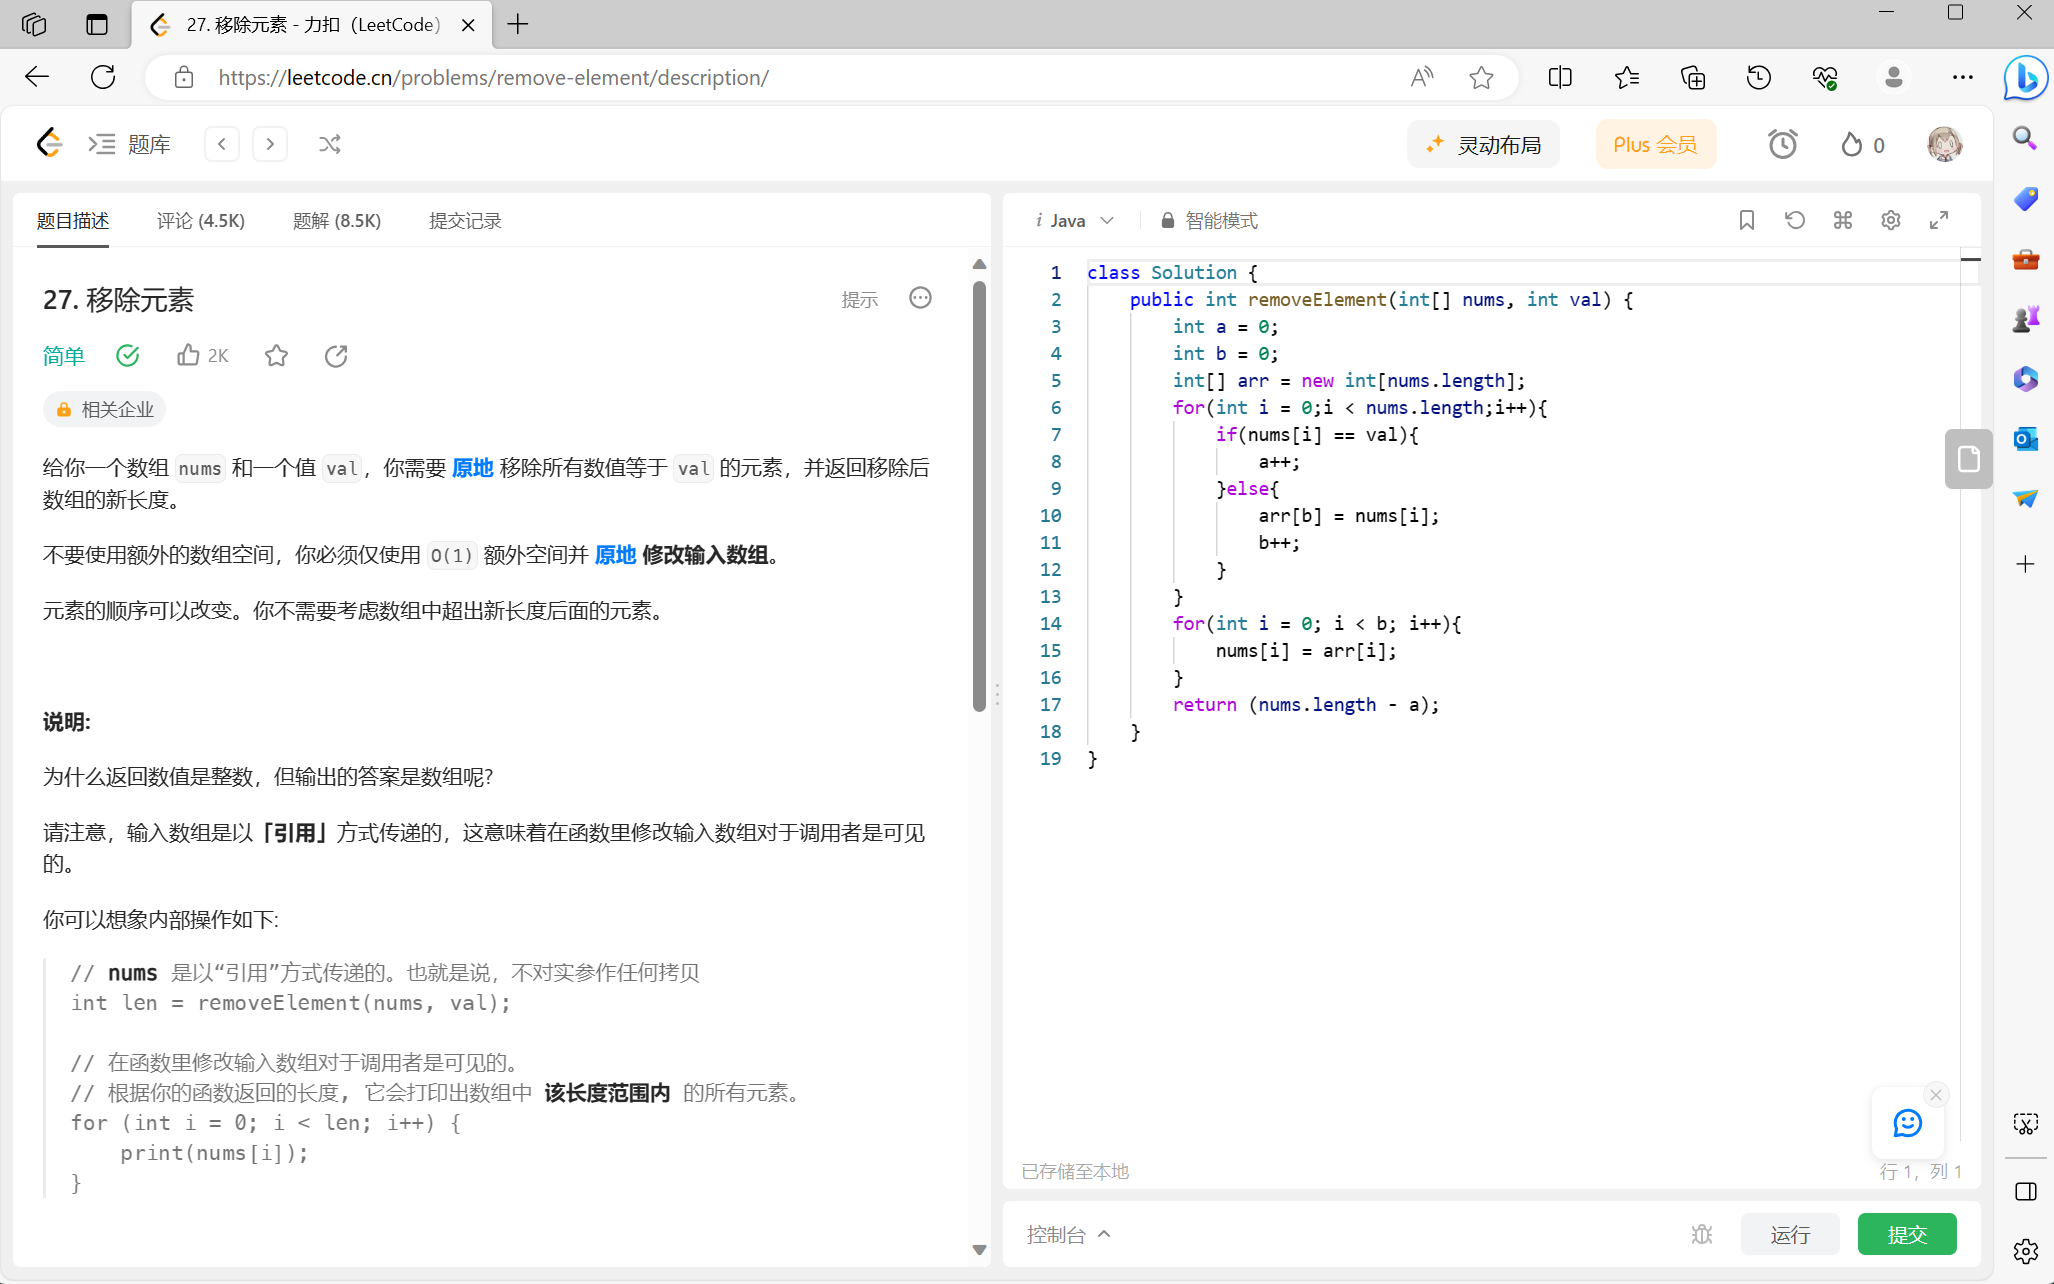 27. 移除元素 - 力扣（LeetCode）
https://leetcode.cn/problems/remove-element/description/
题库
灵动布局
Plus 会员
0
题目描述
评论 (4.5K)
题解 (8.5K)
提交记录
27. 移除元素
提示
简单
2K
相关企业
给你一个数组 nums 和一个值 val，你需要 原地 移除所有数值等于 val 的元素，并返回移除后
数组的新长度。
不要使用额外的数组空间，你必须仅使用 O(1) 额外空间并 原地 修改输入数组。
元素的顺序可以改变。你不需要考虑数组中超出新长度后面的元素。
说明:
为什么返回数值是整数，但输出的答案是数组呢?
请注意，输入数组是以「引用」方式传递的，这意味着在函数里修改输入数组对于调用者是可见
的。
你可以想象内部操作如下:
// nums 是以“引用”方式传递的。也就是说，不对实参作任何拷贝
int len = removeElement(nums, val);
// 在函数里修改输入数组对于调用者是可见的。
// 根据你的函数返回的长度, 它会打印出数组中 该长度范围内 的所有元素。
for (int i = 0; i < len; i++) {
    print(nums[i]);
}
i Java
智能模式
1 class Solution {
2     public int removeElement(int[] nums, int val) {
3         int a = 0;
4         int b = 0;
5         int[] arr = new int[nums.length];
6         for(int i = 0;i < nums.length;i++){
7             if(nums[i] == val){
8                 a++;
9             }else{
10                 arr[b] = nums[i];
11                 b++;
12             }
13         }
14         for(int i = 0; i < b; i++){
15             nums[i] = arr[i];
16         }
17         return (nums.length - a);
18     }
19 }
已存储至本地
行 1，列 1
控制台
运行
提交